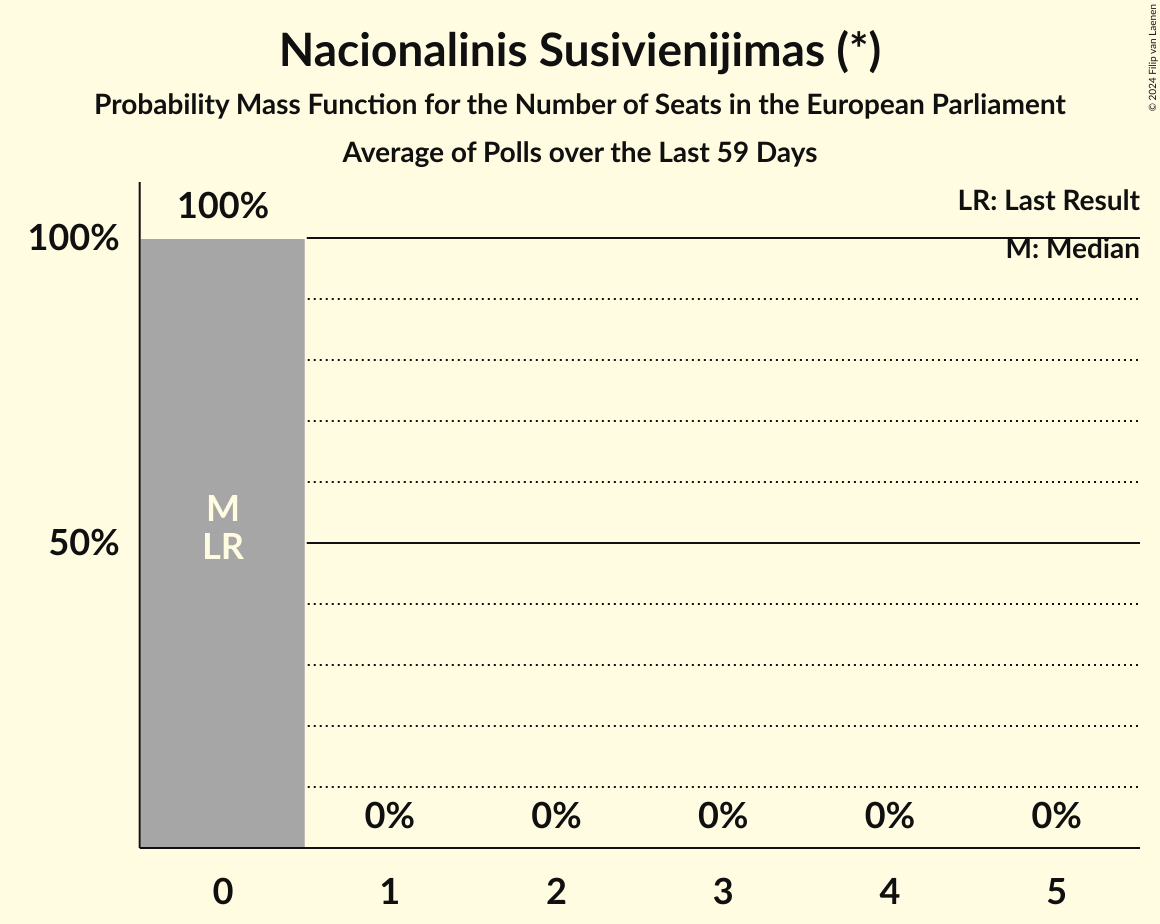 Nacionalinis Susivienijimas (*)
Probability Mass Function for the Number of Seats in the European Parliament
Average of Polls over the Last 59 Days
© 2024 Filip van Laenen
LR: Last Result
M: Median
100%
100%
50%
M
LR
0% 0% 0% 0% 0%
0 1 2 3 4 5